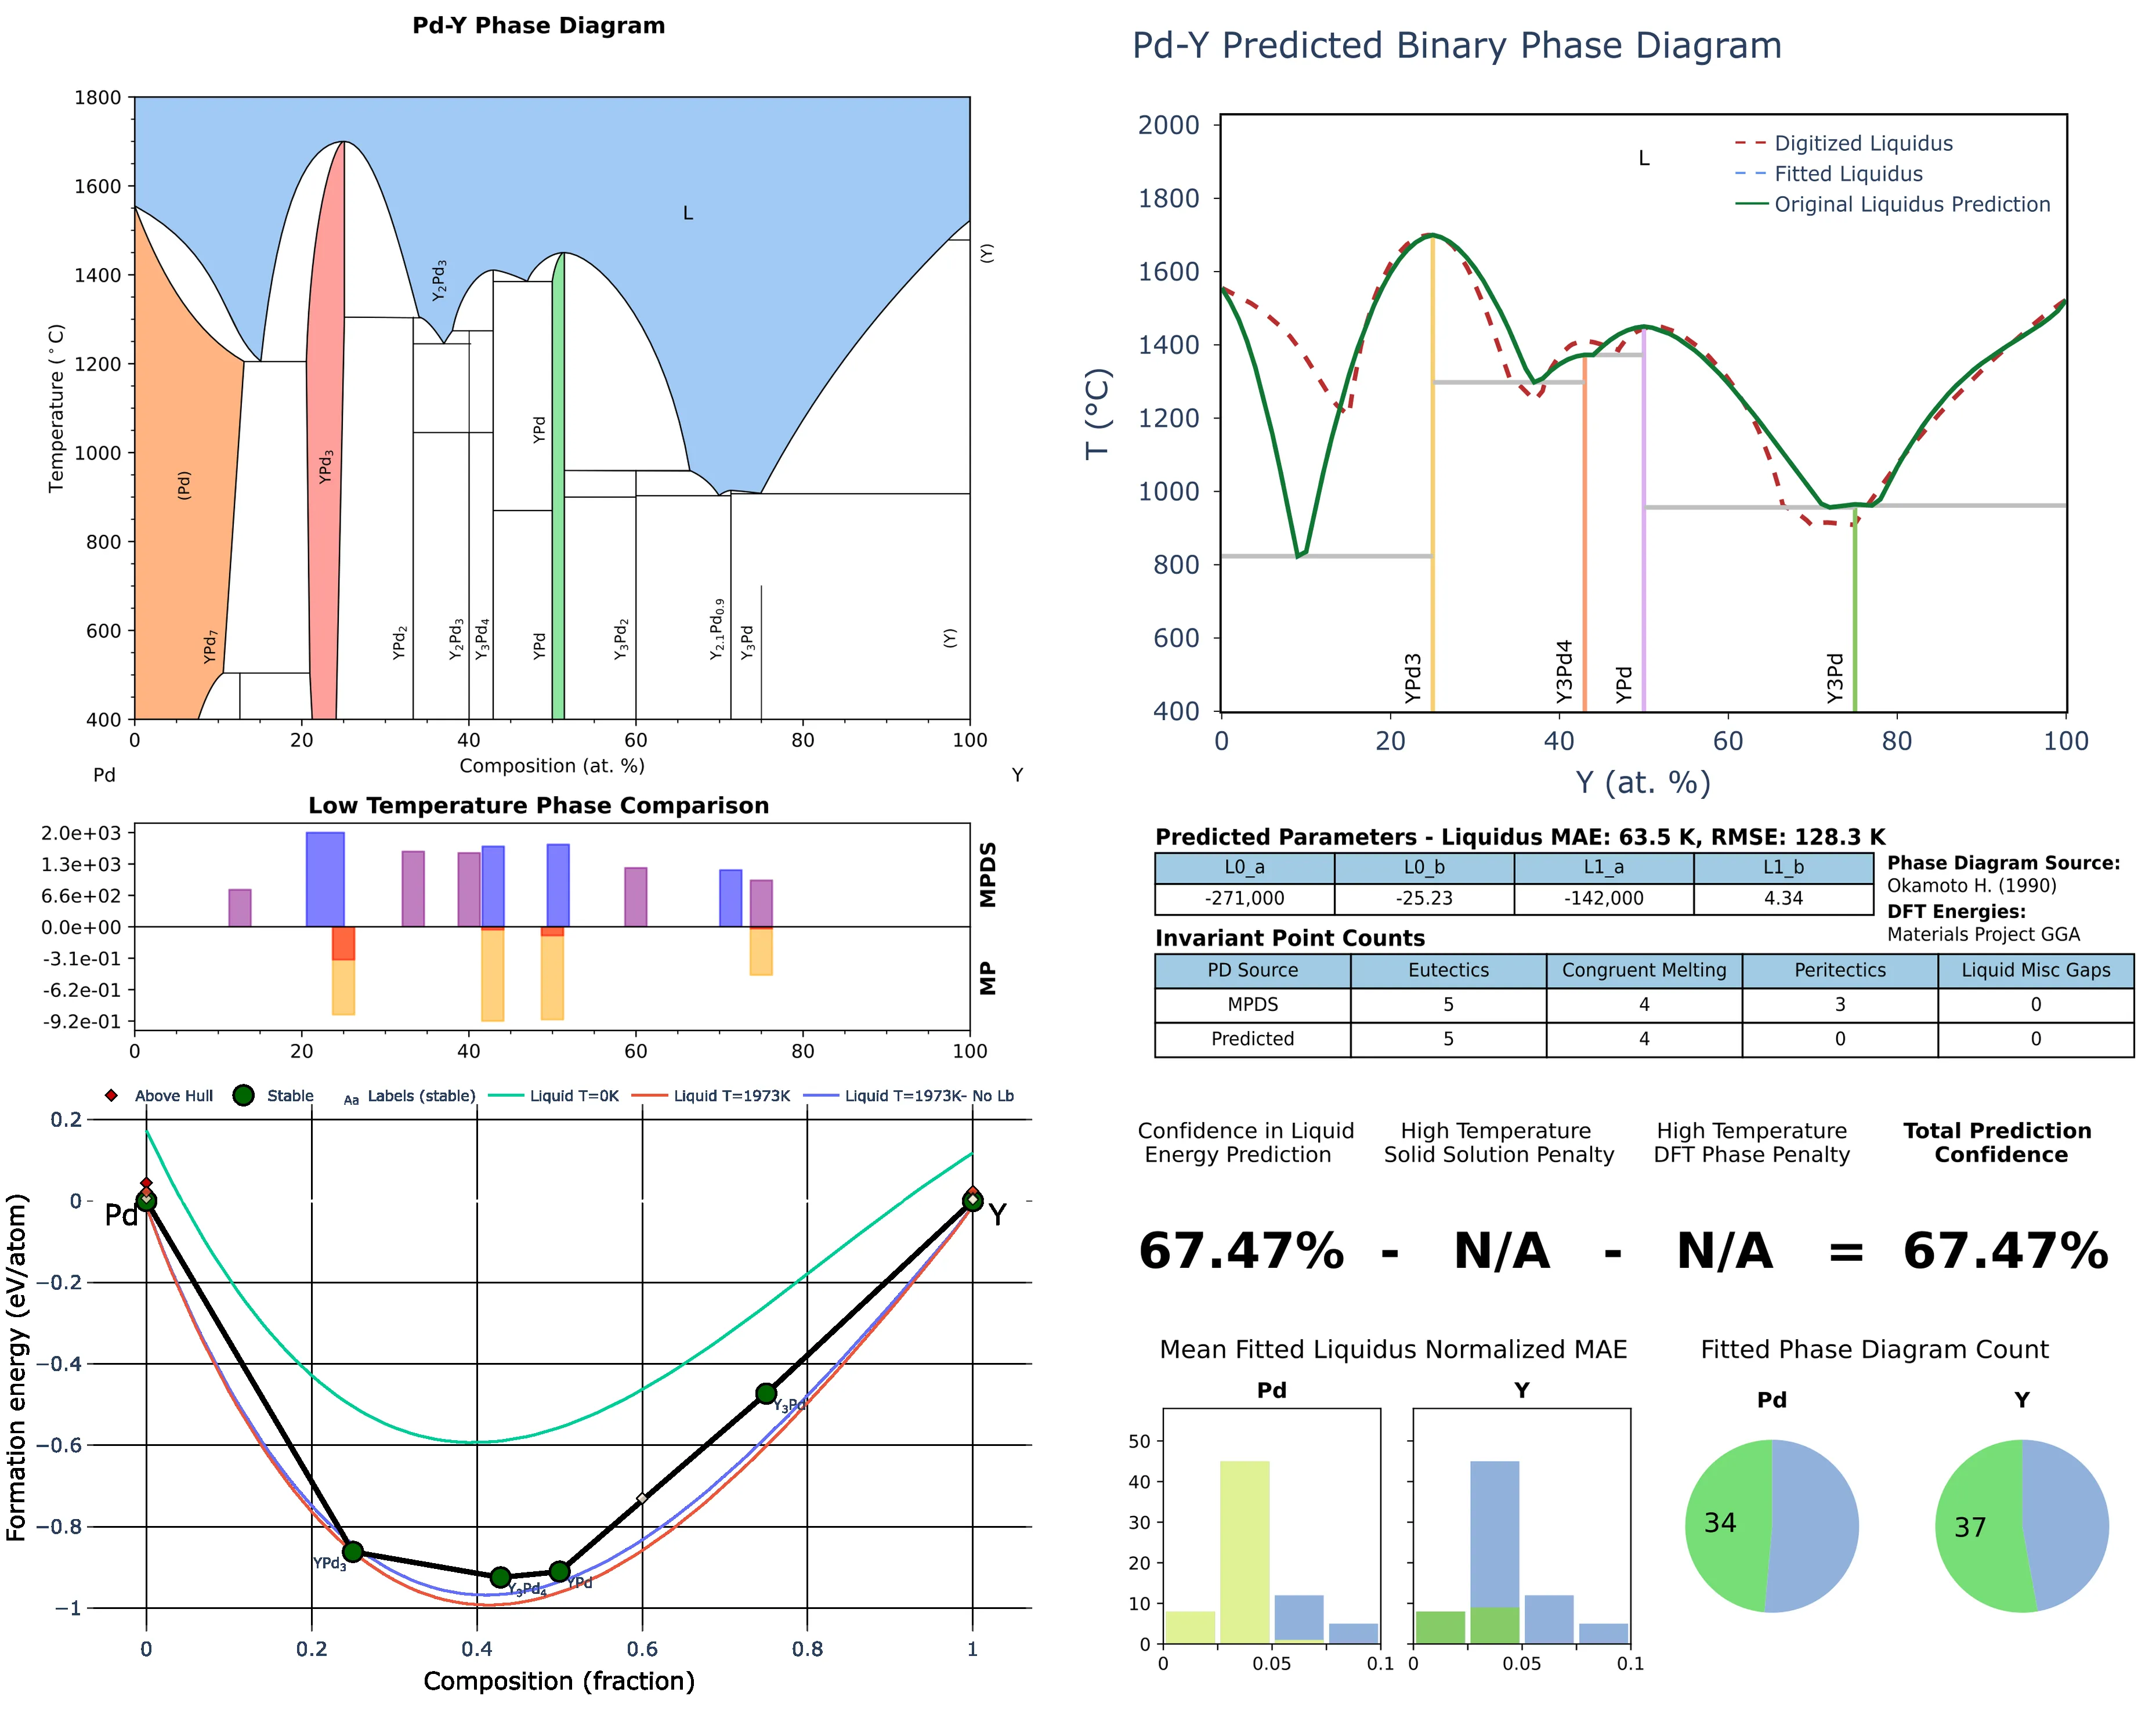 Pd-Y Phase Diagram
1800
1600
1400
1200
1000
800
600
400
Temperature (°C)
L
(Pd)
YPd7
YPd3
YPd2
Y2Pd3
Y2Pd3
Y3Pd4
YPd
YPd
Y3Pd2
Y2.1Pd0.9
Y3Pd
(Y)
(Y)
0 20 40 60 80 100
Composition (at. %)
Pd Y
Low Temperature Phase Comparison
2.0e+03
1.3e+03
6.6e+02
0.0e+00
-3.1e-01
-6.2e-01
-9.2e-01
MPDS
MP
0 20 40 60 80 100
Above Hull Stable Aa Labels (stable) Liquid T=0K Liquid T=1973K Liquid T=1973K- No Lb
0.2
0
−0.2
−0.4
−0.6
−0.8
−1
Formation energy (eV/atom)
Pd
Y
YPd3
Y3Pd4
YPd
Y3Pd
0 0.2 0.4 0.6 0.8 1
Composition (fraction)
Pd-Y Predicted Binary Phase Diagram
2000
1800
1600
1400
1200
1000
800
600
400
T (°C)
L
Digitized Liquidus
Fitted Liquidus
Original Liquidus Prediction
YPd3
Y3Pd4
YPd
Y3Pd
0 20 40 60 80 100
Y (at. %)
Predicted Parameters - Liquidus MAE: 63.5 K, RMSE: 128.3 K
L0_a L0_b L1_a L1_b
-271,000 -25.23 -142,000 4.34
Phase Diagram Source:
Okamoto H. (1990)
DFT Energies:
Materials Project GGA
Invariant Point Counts
PD Source Eutectics Congruent Melting Peritectics Liquid Misc Gaps
MPDS 5 4 3 0
Predicted 5 4 0 0
Confidence in Liquid
Energy Prediction
High Temperature
Solid Solution Penalty
High Temperature
DFT Phase Penalty
Total Prediction
Confidence
67.47% - N/A - N/A = 67.47%
Mean Fitted Liquidus Normalized MAE
Pd Y
50
40
30
20
10
0
0 0.05 0.1
0 0.05 0.1
Fitted Phase Diagram Count
Pd Y
34
37